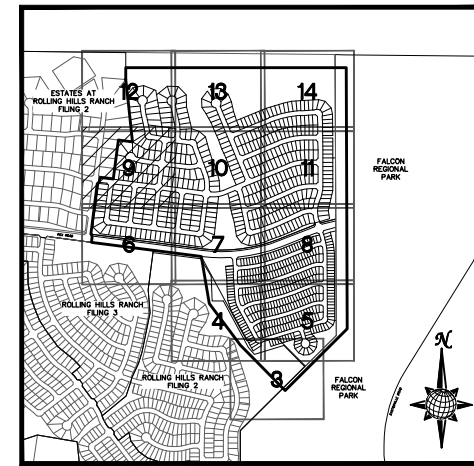 ESTATES AT
ROLLING HILLS RANCH
FILING 2
12
13
14
FALCON
REGIONAL
PARK
9
10
11
6
7
8
ROLLING HILLS RANCH
FILING 3
4
5
ROLLING HILLS RANCH
FILING 2
3
FALCON
REGIONAL
PARK
N